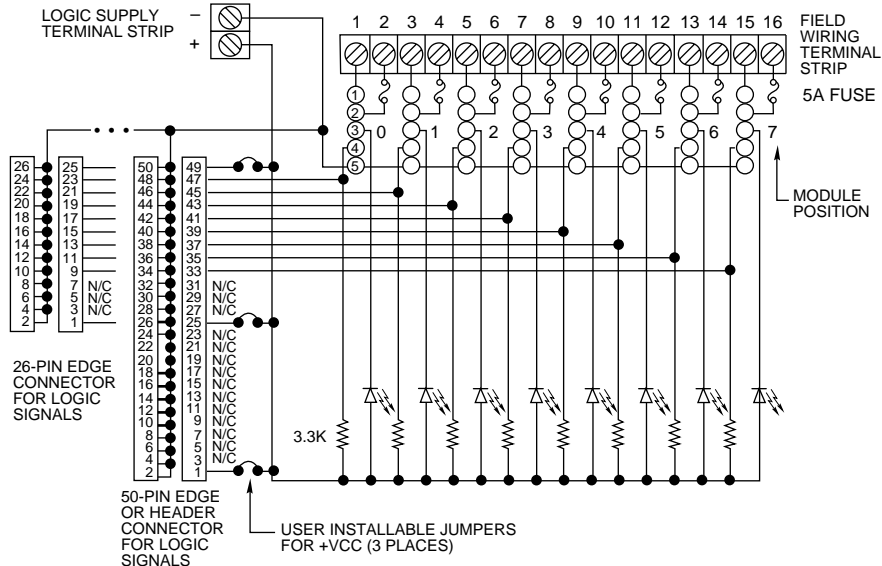 LOGIC SUPPLY
TERMINAL STRIP
–
+
1 2 3 4 5 6 7 8 9 10 11 12 13 14 15 16
FIELD
WIRING
TERMINAL
STRIP
5A FUSE
1
2
3
4
5
0 1 2 3 4 5 6 7
MODULE
POSITION
26
24
22
20
18
16
14
12
10
8
6
4
2
25
23
21
19
17
15
13
11
9
7 N/C
5 N/C
3 N/C
1
26-PIN EDGE
CONNECTOR
FOR LOGIC
SIGNALS
50
48
46
44
42
40
38
36
34
32
30
28
26
24
22
20
18
16
14
12
10
8
6
4
2
49
47
45
43
41
39
37
35
33
31 N/C
29 N/C
27 N/C
25
23 N/C
21 N/C
19 N/C
17 N/C
15 N/C
13 N/C
11 N/C
9 N/C
7 N/C
5 N/C
3 N/C
1
3.3K
50-PIN EDGE
OR HEADER
CONNECTOR
FOR LOGIC
SIGNALS
USER INSTALLABLE JUMPERS
FOR +VCC (3 PLACES)